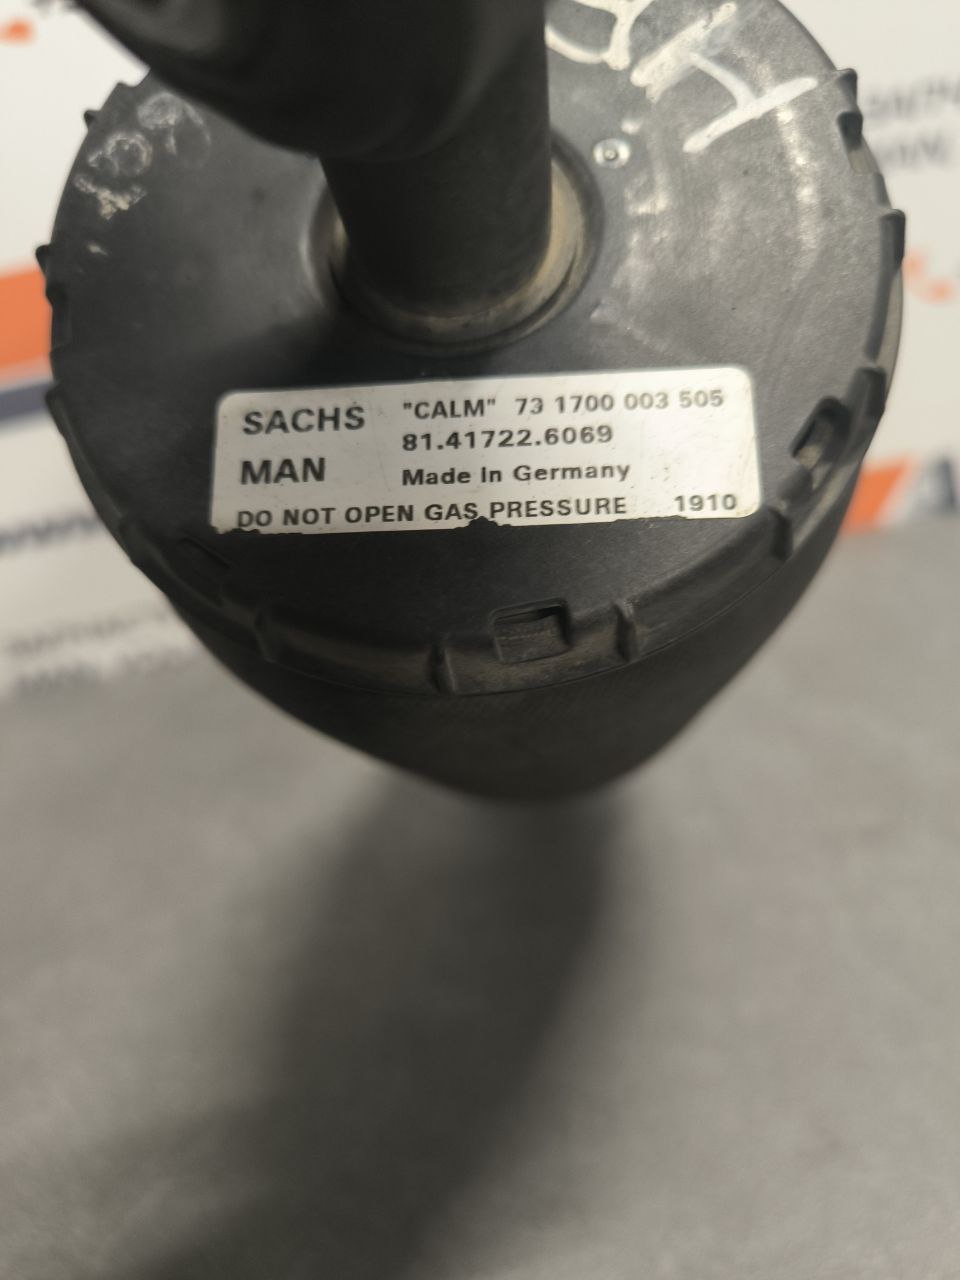 SACHS "CALM" 73 1700 003 505
81.41722.6069
MAN Made In Germany
DO NOT OPEN GAS PRESSURE 1910